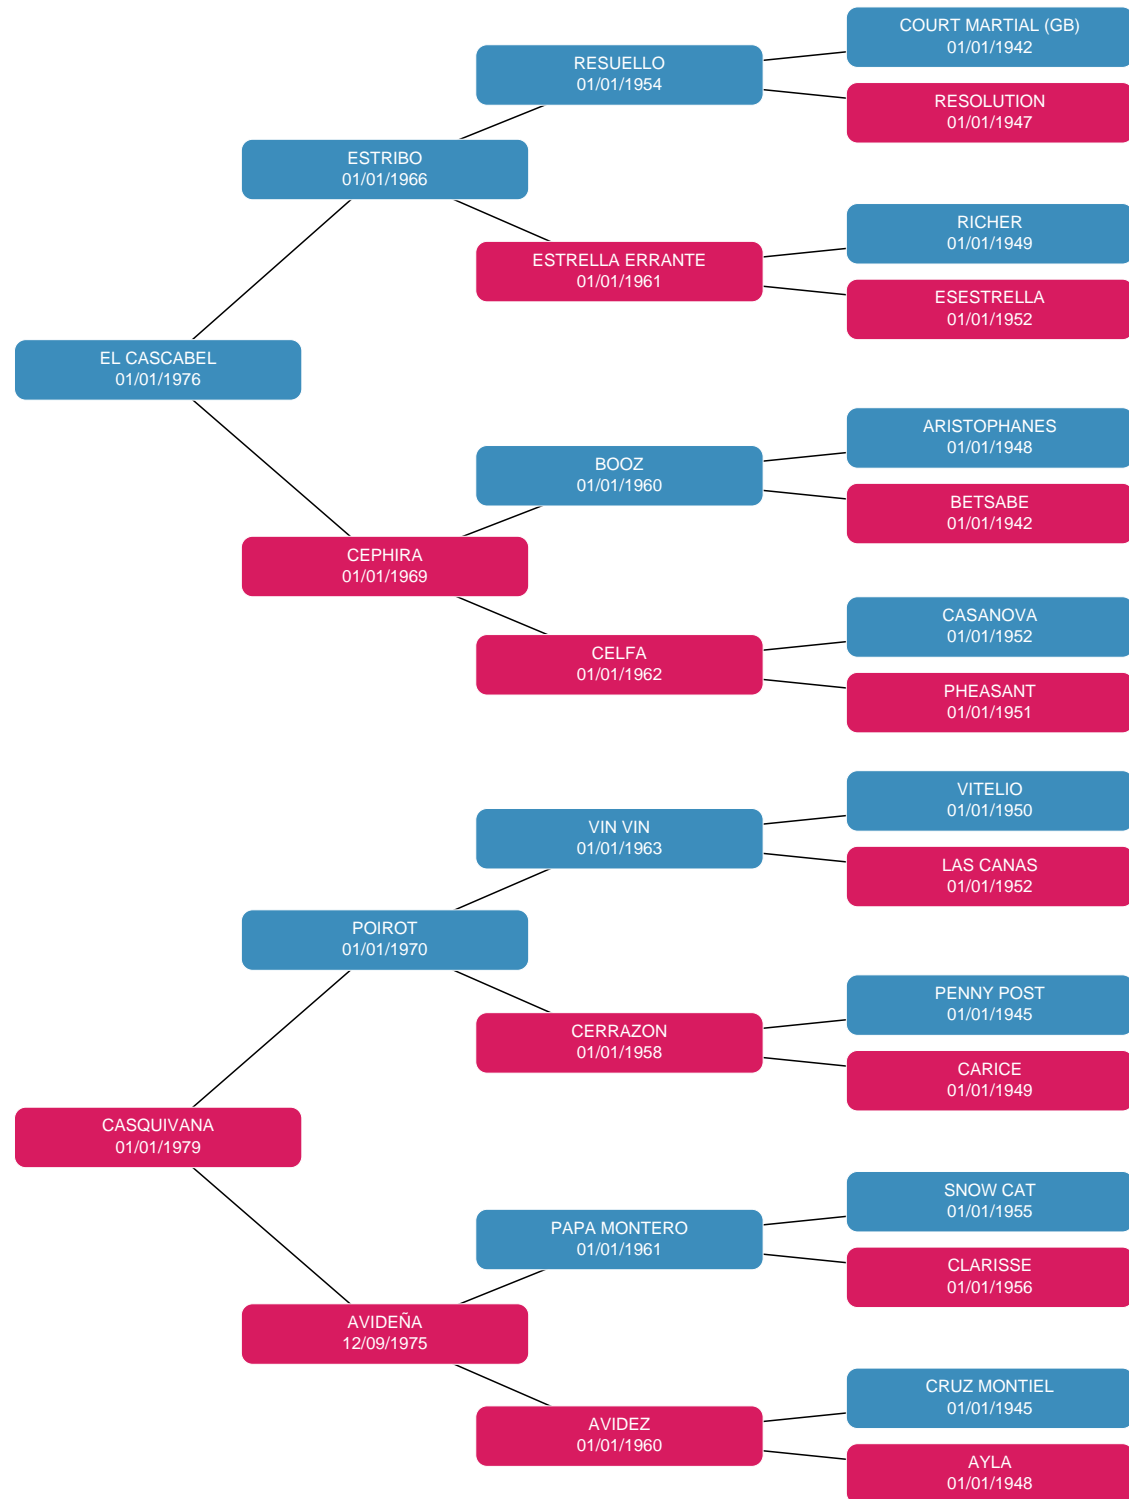 COURT MARTIAL (GB)
01/01/1942
RESUELLO
01/01/1954
RESOLUTION
01/01/1947
ESTRIBO
01/01/1966
RICHER
01/01/1949
ESTRELLA ERRANTE
01/01/1961
ESESTRELLA
01/01/1952
EL CASCABEL
01/01/1976
ARISTOPHANES
01/01/1948
BOOZ
01/01/1960
BETSABE
01/01/1942
CEPHIRA
01/01/1969
CASANOVA
01/01/1952
CELFA
01/01/1962
PHEASANT
01/01/1951
VITELIO
01/01/1950
VIN VIN
01/01/1963
LAS CANAS
01/01/1952
POIROT
01/01/1970
PENNY POST
01/01/1945
CERRAZON
01/01/1958
CARICE
01/01/1949
CASQUIVANA
01/01/1979
SNOW CAT
01/01/1955
PAPA MONTERO
01/01/1961
CLARISSE
01/01/1956
AVIDEÑA
12/09/1975
CRUZ MONTIEL
01/01/1945
AVIDEZ
01/01/1960
AYLA
01/01/1948